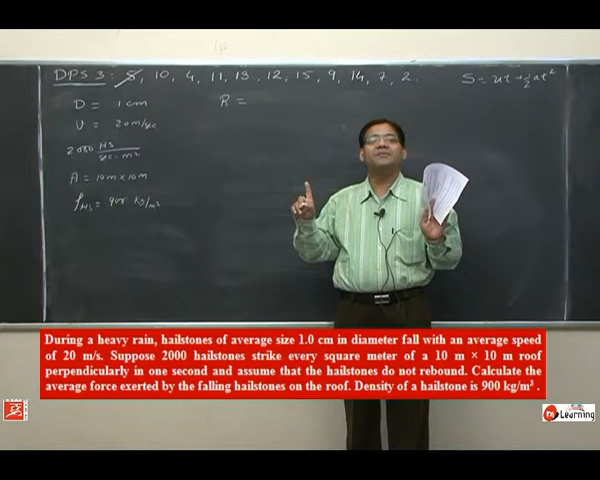 DPS 3 : 8, 10, 4, 11, 13, 12, 15, 9, 14, 7, 2.
S = ut + ½at²
D = 1 cm
R =
U = 20 m/sec
2000 HS/sec. m²
A = 10m × 10m
ρHS = 900 kg/m³
During a heavy rain, hailstones of average size 1.0 cm in diameter fall with an average speed
of 20 m/s. Suppose 2000 hailstones strike every square meter of a 10 m × 10 m roof
perpendicularly in one second and assume that the hailstones do not rebound. Calculate the
average force exerted by the falling hailstones on the roof. Density of a hailstone is 900 kg/m³ .
m Learning